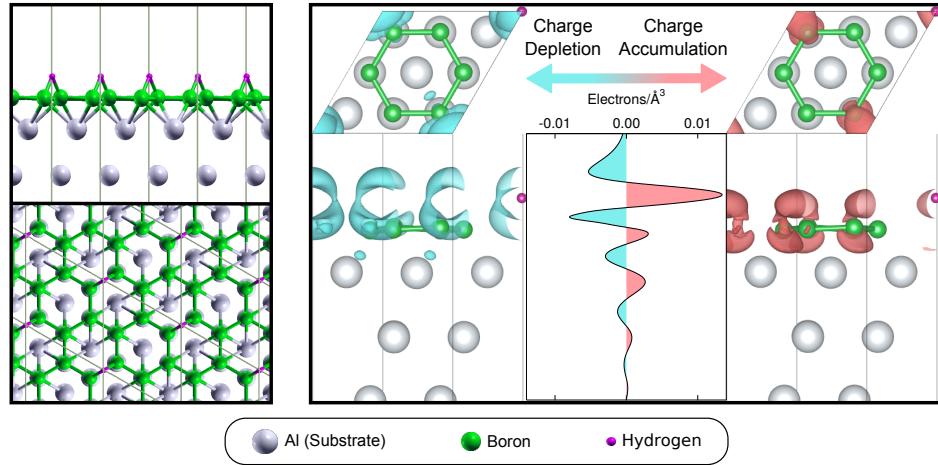 Charge Depletion
Charge Accumulation
Electrons/Å³
-0.01 0.00 0.01
Al (Substrate) Boron Hydrogen